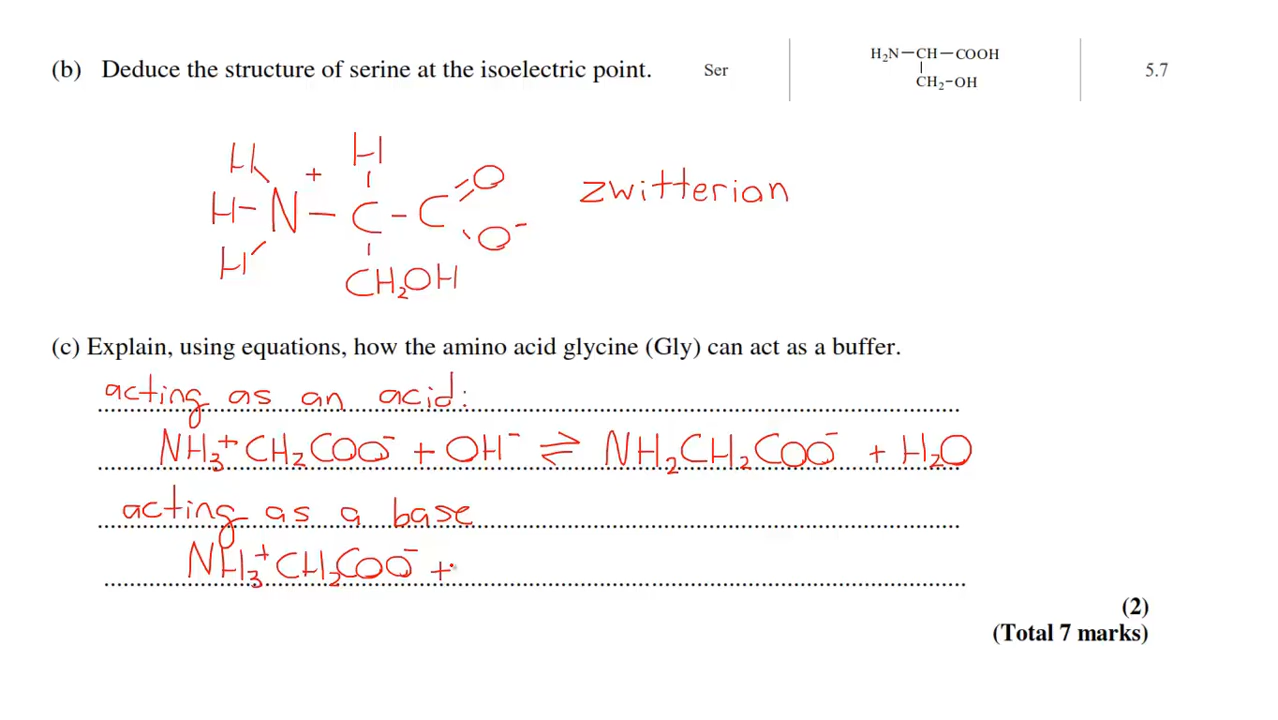 (b) Deduce the structure of serine at the isoelectric point. Ser H₂N−CH−COOH 5.7
CH₂−OH
H H
H − N⁺ − C − C O zwitterian
H O⁻
CH₂OH
(c) Explain, using equations, how the amino acid glycine (Gly) can act as a buffer.
acting as an acid:
NH₃⁺CH₂COO⁻ + OH⁻ ⇌ NH₂CH₂COO⁻ + H₂O
acting as a base
NH₃⁺CH₂COO⁻ +
(2)
(Total 7 marks)